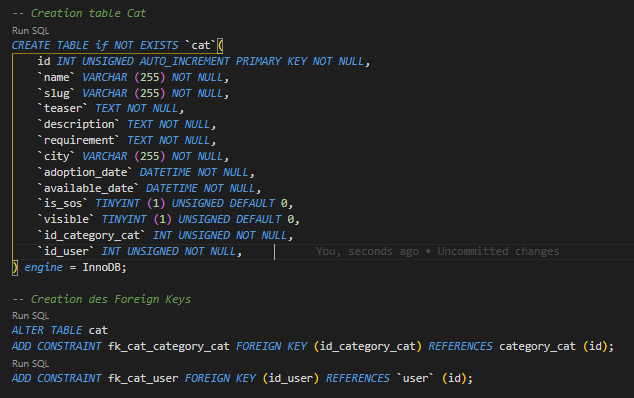 -- Creation table Cat
Run SQL
CREATE TABLE if NOT EXISTS `cat`(
id INT UNSIGNED AUTO_INCREMENT PRIMARY KEY NOT NULL,
`name` VARCHAR (255) NOT NULL,
`slug` VARCHAR (255) NOT NULL,
`teaser` TEXT NOT NULL,
`description` TEXT NOT NULL,
`requirement` TEXT NOT NULL,
`city` VARCHAR (255) NOT NULL,
`adoption_date` DATETIME NOT NULL,
`available_date` DATETIME NOT NULL,
`is_sos` TINYINT (1) UNSIGNED DEFAULT 0,
`visible` TINYINT (1) UNSIGNED DEFAULT 0,
`id_category_cat` INT UNSIGNED NOT NULL,
`id_user` INT UNSIGNED NOT NULL, You, seconds ago • Uncommitted changes
) engine = InnoDB;
-- Creation des Foreign Keys
Run SQL
ALTER TABLE cat
ADD CONSTRAINT fk_cat_category_cat FOREIGN KEY (id_category_cat) REFERENCES category_cat (id);
Run SQL
ADD CONSTRAINT fk_cat_user FOREIGN KEY (id_user) REFERENCES `user` (id);